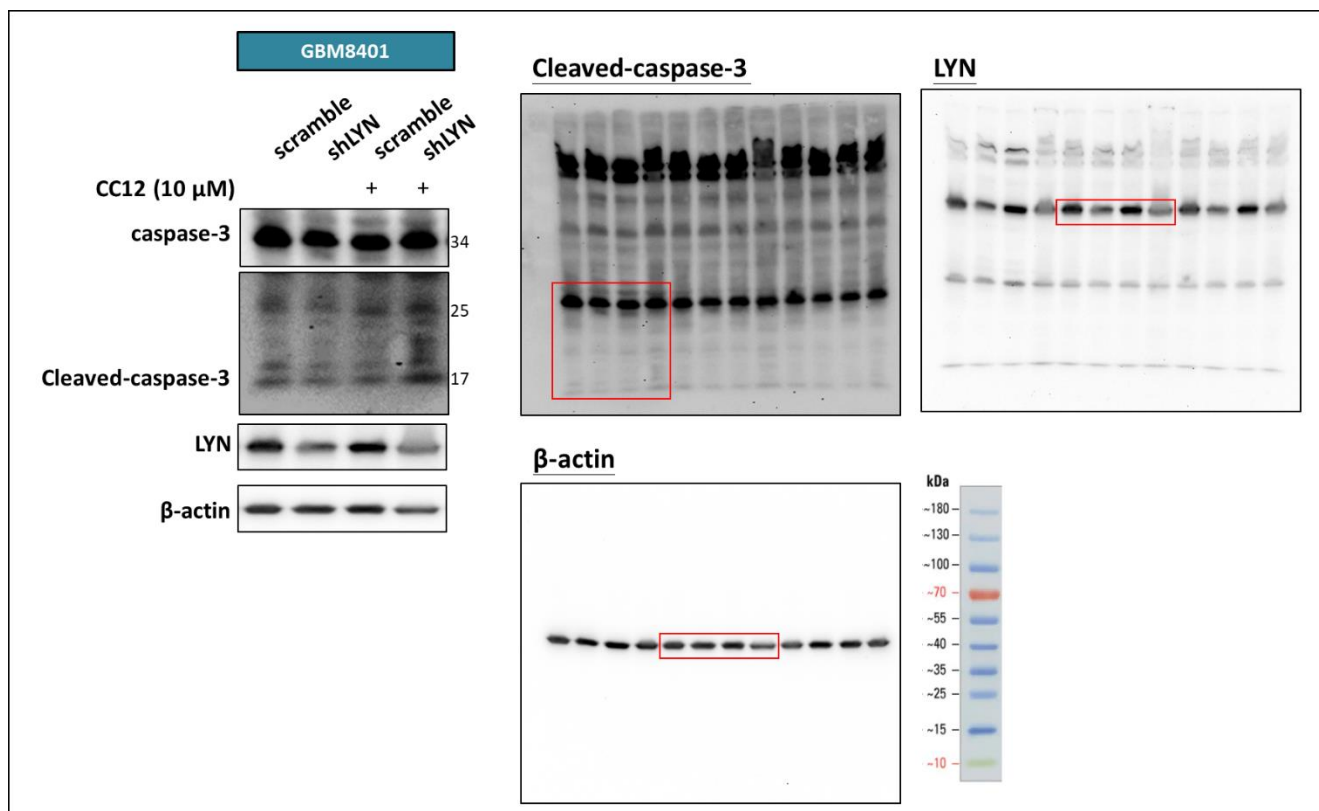 GBM8401
scramble
shLYN
scramble
shLYN
CC12 (10 μM) + +
caspase-3
34
25
Cleaved-caspase-3
17
LYN
β-actin
Cleaved-caspase-3
LYN
β-actin
kDa
~180
~130
~100
~70
~55
~40
~35
~25
~15
~10